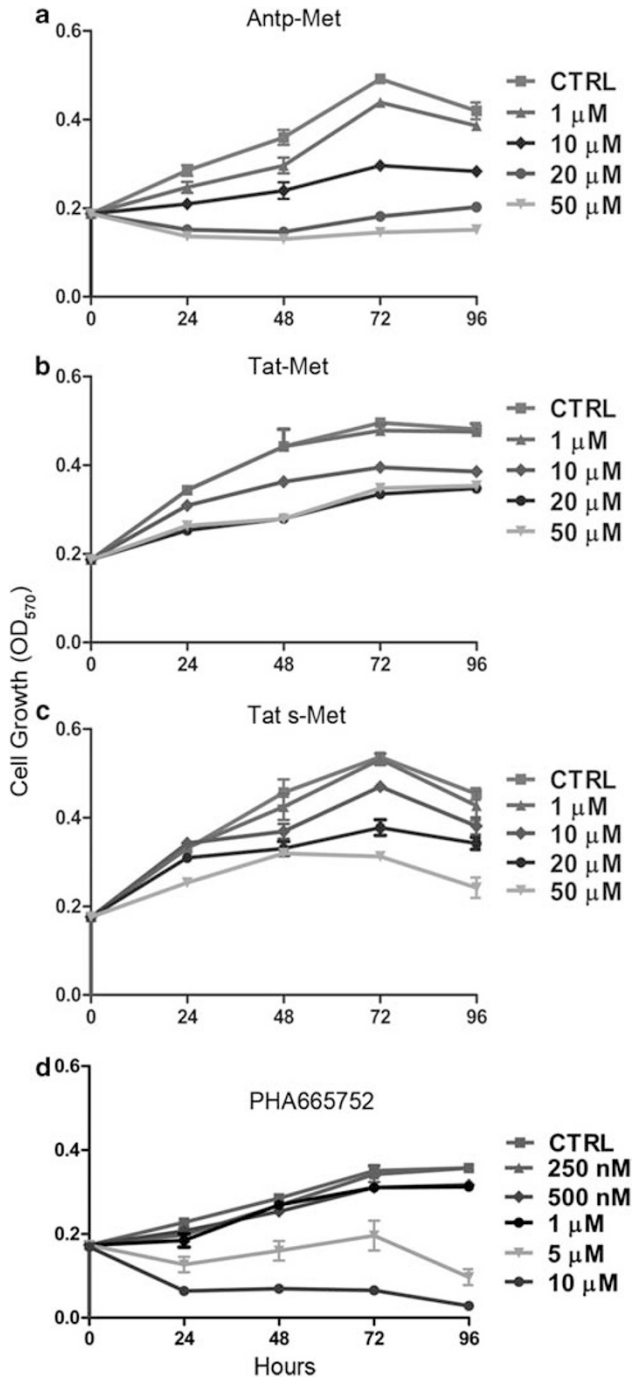 a
Antp-Met
0.6
0.4
0.2
0.0
0
24
48
72
96
CTRL
1 μM
10 μM
20 μM
50 μM
b
Tat-Met
0.6
0.4
0.2
0.0
0
24
48
72
96
CTRL
1 μM
10 μM
20 μM
50 μM
Cell Growth (OD570)
c
Tat s-Met
0.6
0.4
0.2
0.0
0
24
48
72
96
CTRL
1 μM
10 μM
20 μM
50 μM
d
PHA665752
0.6
0.4
0.2
0.0
0
24
48
72
96
Hours
CTRL
250 nM
500 nM
1 μM
5 μM
10 μM